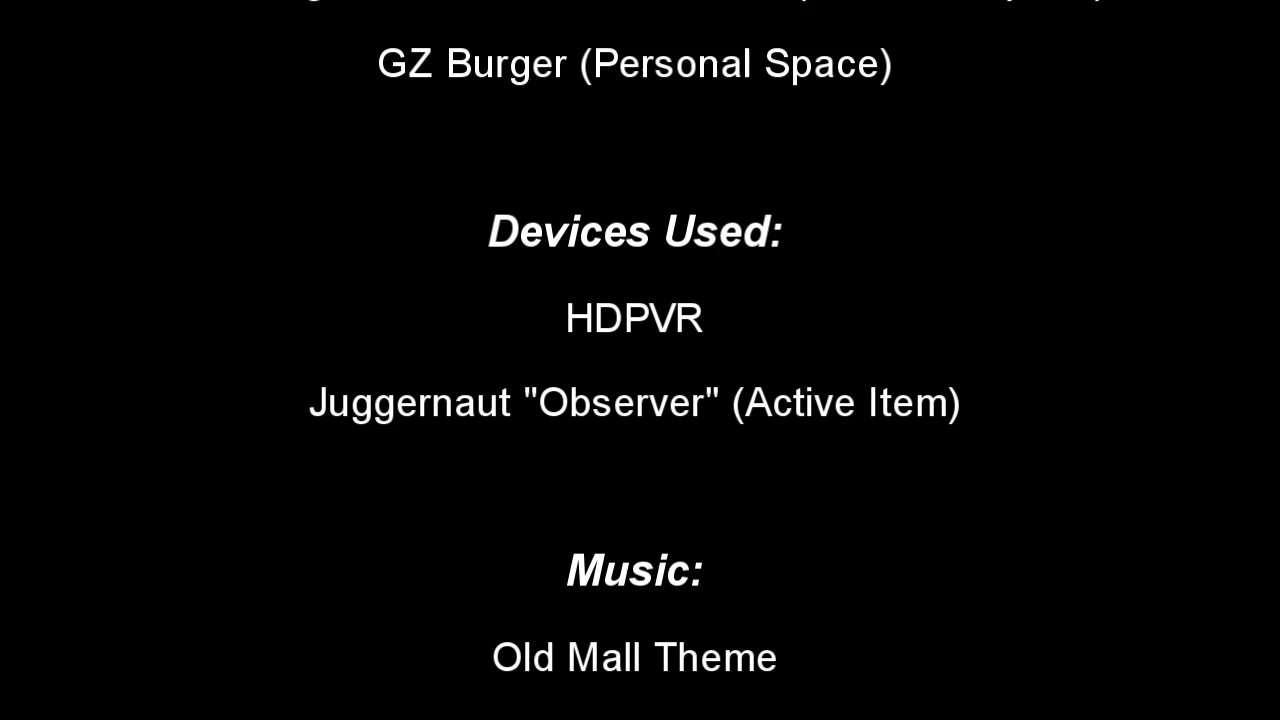 GZ Burger (Personal Space)
Devices Used:
HDPVR
Juggernaut "Observer" (Active Item)
Music:
Old Mall Theme